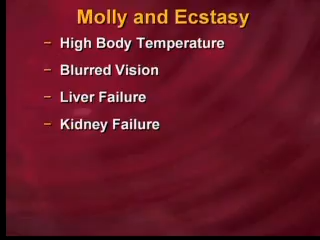 Molly and Ecstasy
– High Body Temperature
– Blurred Vision
– Liver Failure
– Kidney Failure